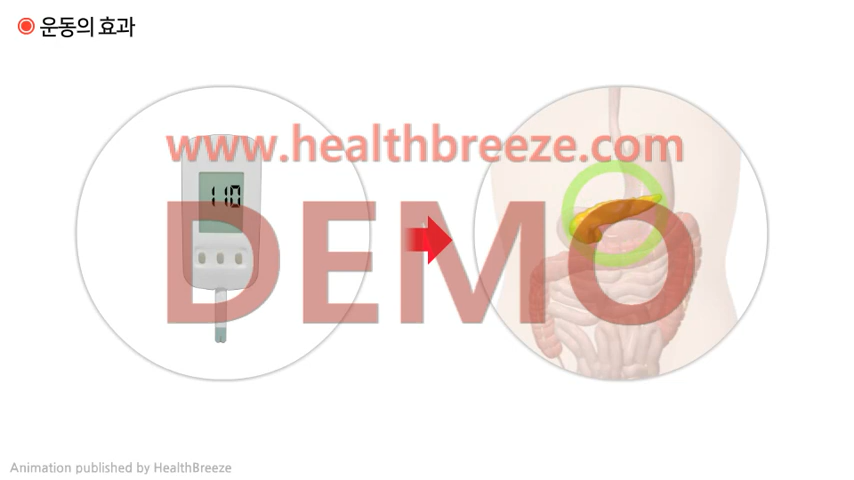 운동의 효과
www.healthbreeze.com
110
DEMO
Animation published by HealthBreeze